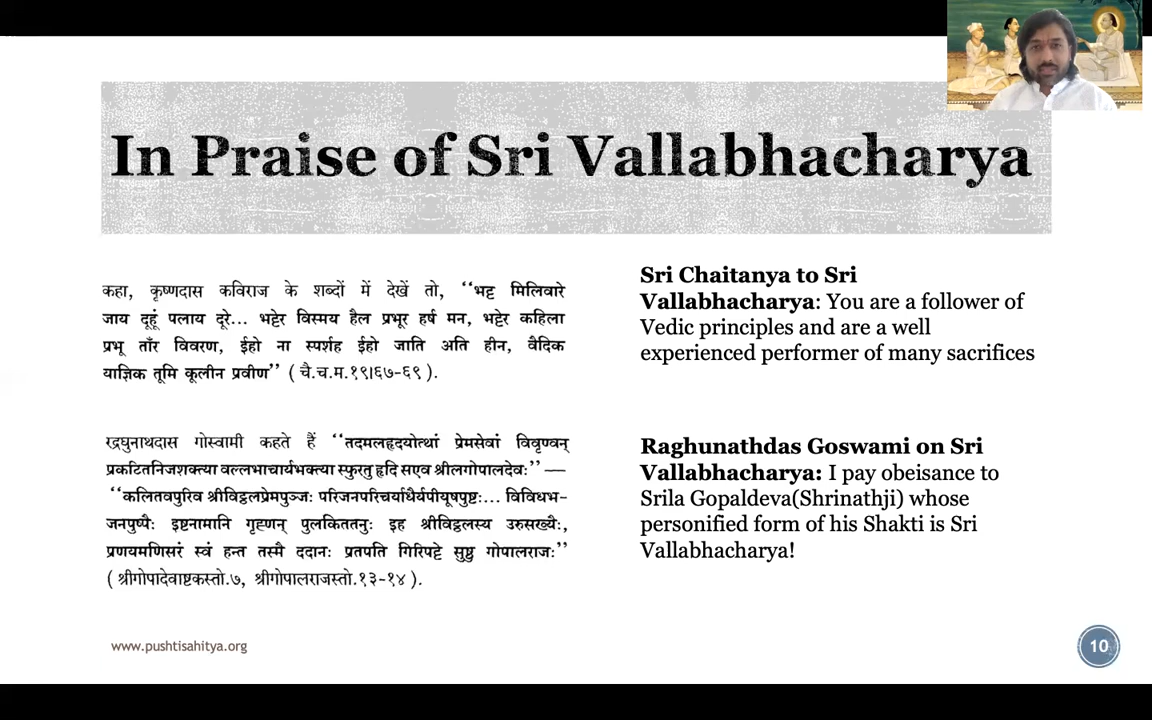 In Praise of Sri Vallabhacharya
कहा, कृष्णदास कविराज के शब्दों में देखें तो, “भट्ट मिलिवारे
जाय दूहूं पलाय दूरे... भट्टेर विस्मय हैल प्रभूर हर्ष मन, भट्टेर कहिला
प्रभू ताँर विवरण, ईहो ना स्पर्शह ईहो जाति अति हीन, वैदिक
याज्ञिक तूमि कूलीन प्रवीण” (चै.च.म.१९।६७-६९).
रद्रघुनाथदास गोस्वामी कहते हैं “तदमलहृदयोत्थां प्रेमसेवां विवृण्वन्
प्रकटितनिजशक्त्या वल्लभाचार्यभक्त्या स्फुरतु हृदि सएव श्रीलगोपालदेवः”—
“कलितवपुरिव श्रीविट्ठलप्रेमपुञ्जः परिजनपरिचर्याधैर्यपीयूषपुष्टः... विविधभ-
जनपुष्पैः इष्टनामानि गृह्णन् पुलकिततनुः इह श्रीविट्ठलस्य उरुसख्यैः,
प्रणयमणिसरं स्वं हन्त तस्मै ददानः प्रतपति गिरिपट्टे सुष्ठु गोपालराजः”
(श्रीगोपादेवाष्टकस्तो.७, श्रीगोपालराजस्तो.१३-१४).
Sri Chaitanya to Sri
Vallabhacharya: You are a follower of
Vedic principles and are a well
experienced performer of many sacrifices
Raghunathdas Goswami on Sri
Vallabhacharya: I pay obeisance to
Srila Gopaldeva(Shrinathji) whose
personified form of his Shakti is Sri
Vallabhacharya!
www.pushtisahitya.org
10